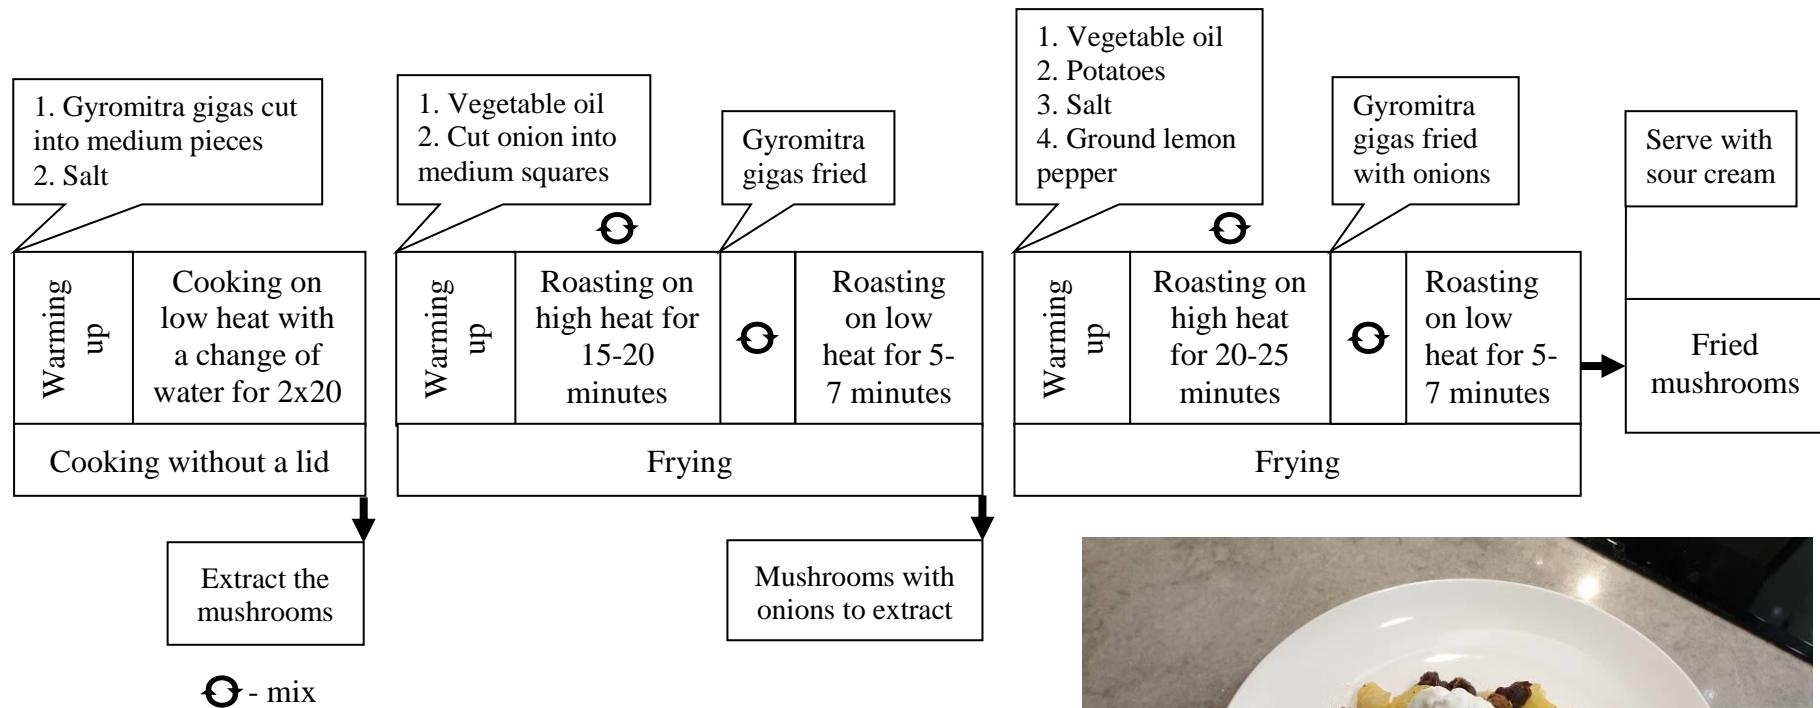 1. Gyromitra gigas cut
into medium pieces
2. Salt
1. Vegetable oil
2. Cut onion into
medium squares
Gyromitra
gigas fried
1. Vegetable oil
2. Potatoes
3. Salt
4. Ground lemon
pepper
Gyromitra
gigas fried
with onions
Serve with
sour cream
Warming
up
Cooking on
low heat with
a change of
water for 2x20
Cooking without a lid
Warming
up
Roasting on
high heat for
15-20
minutes
Roasting
on low
heat for 5-
7 minutes
Frying
Warming
up
Roasting on
high heat
for 20-25
minutes
Roasting
on low
heat for 5-
7 minutes
Frying
Fried
mushrooms
Extract the
mushrooms
Mushrooms with
onions to extract
- mix